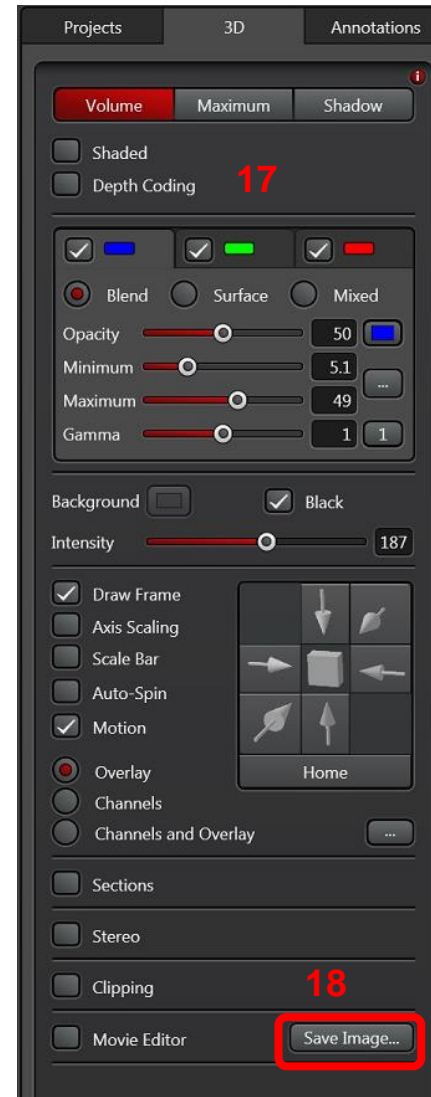 Projects 3D Annotations
i
Volume Maximum Shadow
Shaded
Depth Coding 17
Blend Surface Mixed
Opacity 50
Minimum 5.1
...
Maximum 49
Gamma 1 1
Background Black
Intensity 187
Draw Frame
Axis Scaling
Scale Bar
Auto-Spin
Motion
Home
Overlay
Channels
Channels and Overlay ...
Sections
Stereo
Clipping 18
Movie Editor Save Image...